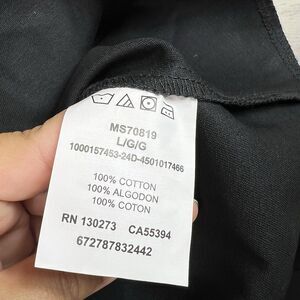 MS70819
L/G/G
1000157453-24D-4501017466
100% COTTON
100% ALGODON
100% COTON
RN 130273 CA55394
672787832442